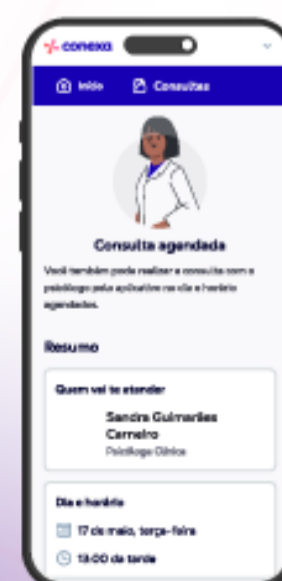 conexa
Início Consultas
Consulta agendada
Você também pode realizar a consulta com o
psicólogo pelo aplicativo no dia e horário
agendados.
Resumo
Quem vai te atender
Sandra Guimarães
Carneiro
Psicóloga Clínica
Dia e horário
17 de maio, terça-feira
13:00 da tarde